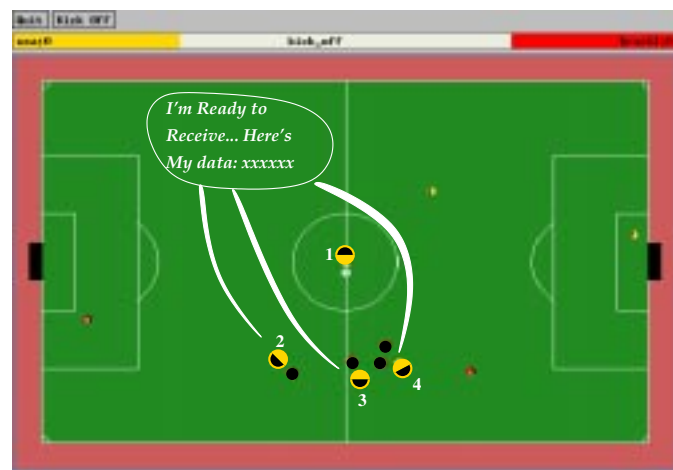 Quit Kick Off
kick_off
I'm Ready to
Receive... Here's
My data: xxxxxx
1
2
3
4